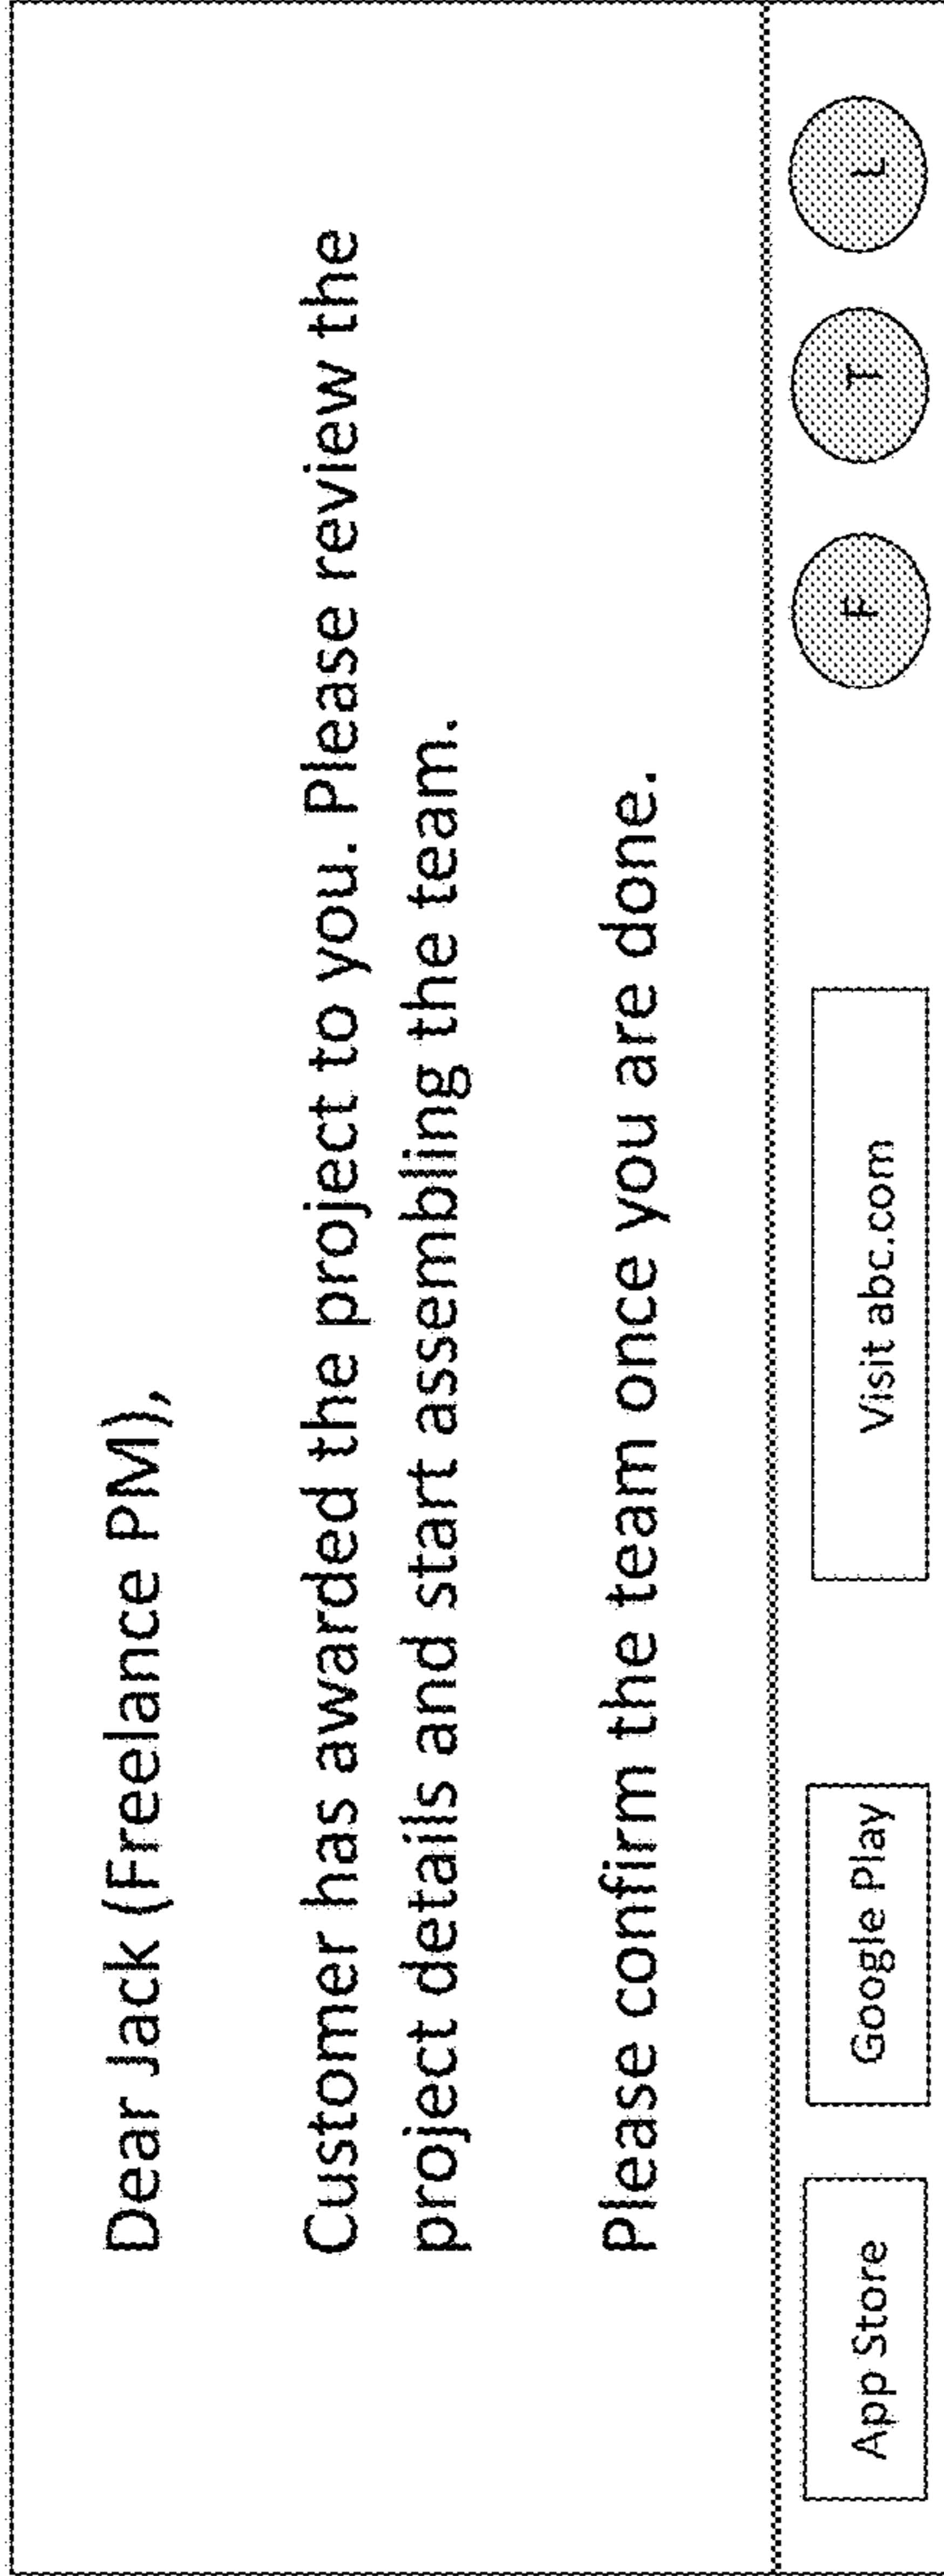 Dear Jack (Freelance PM),
Customer has awarded the project to you. Please review the
project details and start assembling the team.
Please confirm the team once you are done.
App Store
Google Play
Visit abc.com
F
T
L